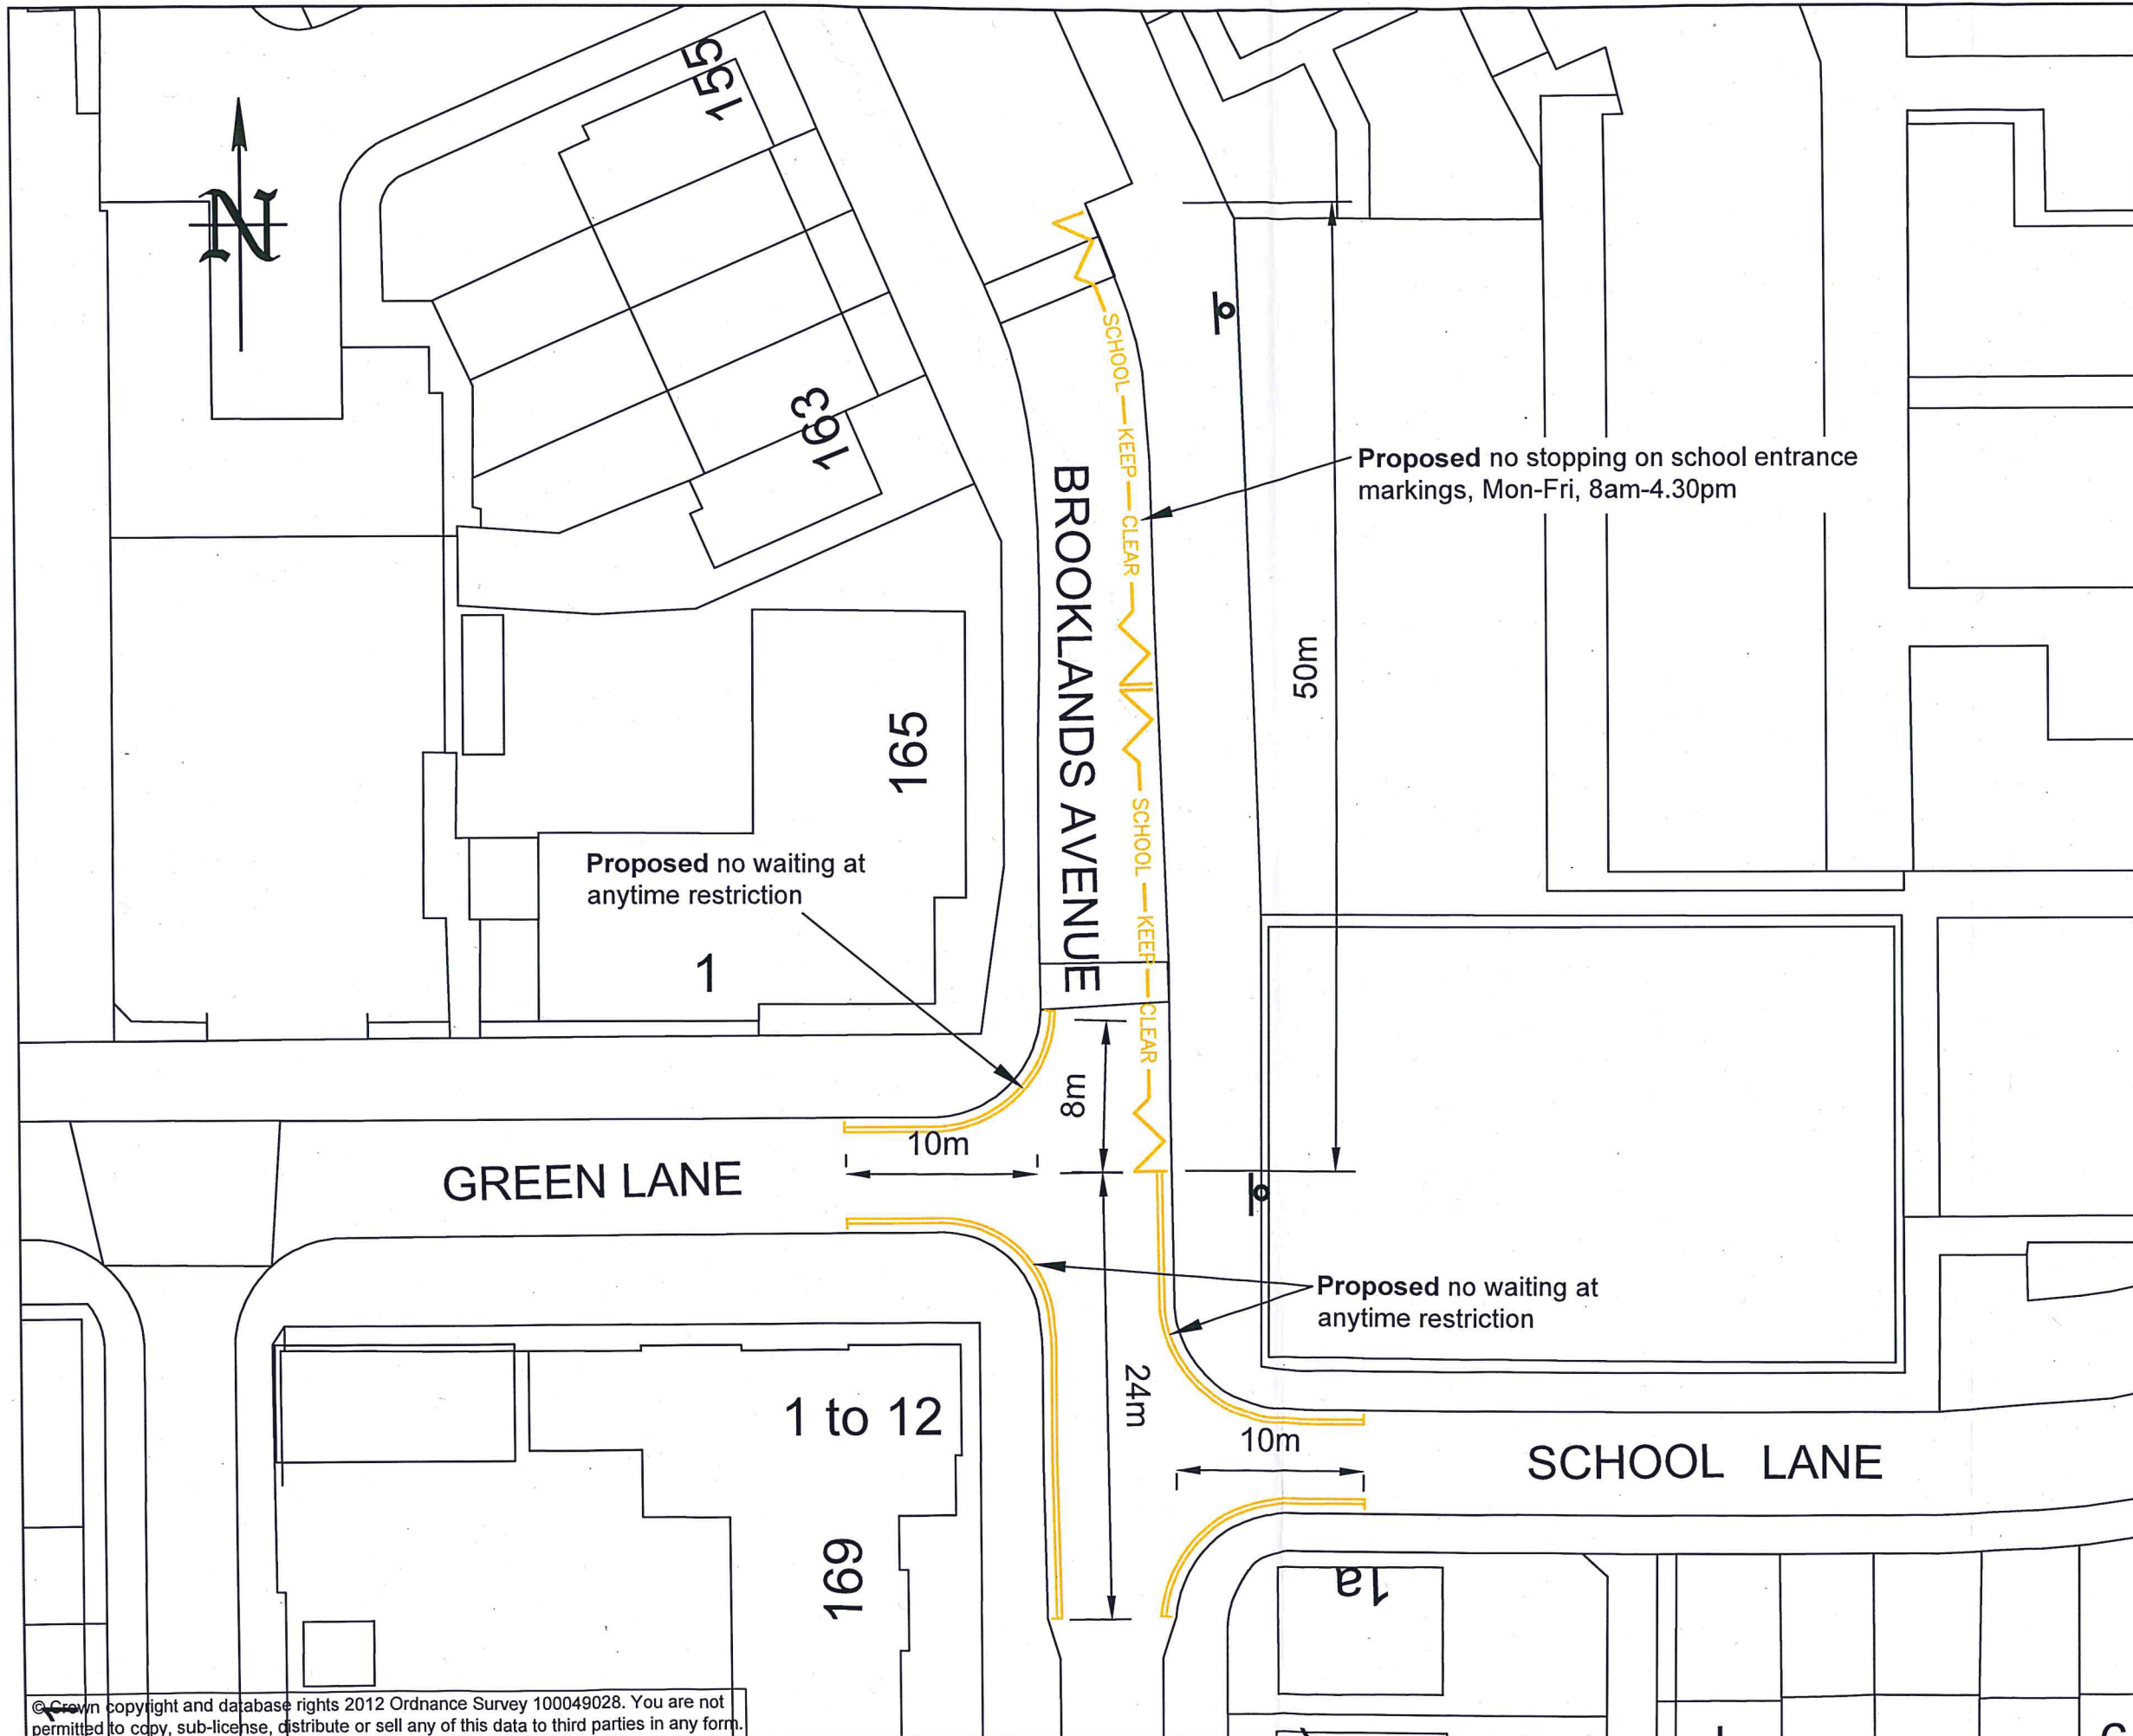 155
N
163
SCHOOL KEEP CLEAR
Proposed no stopping on school entrance
markings, Mon-Fri, 8am-4.30pm
BROOKLANDS AVENUE
50m
165
SCHOOL KEEP CLEAR
Proposed no waiting at
anytime restriction
1
8m
10m
GREEN LANE
Proposed no waiting at
anytime restriction
24m
1 to 12
10m
SCHOOL LANE
169
1a
© Crown copyright and database rights 2012 Ordnance Survey 100049028. You are not
permitted to copy, sub-license, distribute or sell any of this data to third parties in any form.